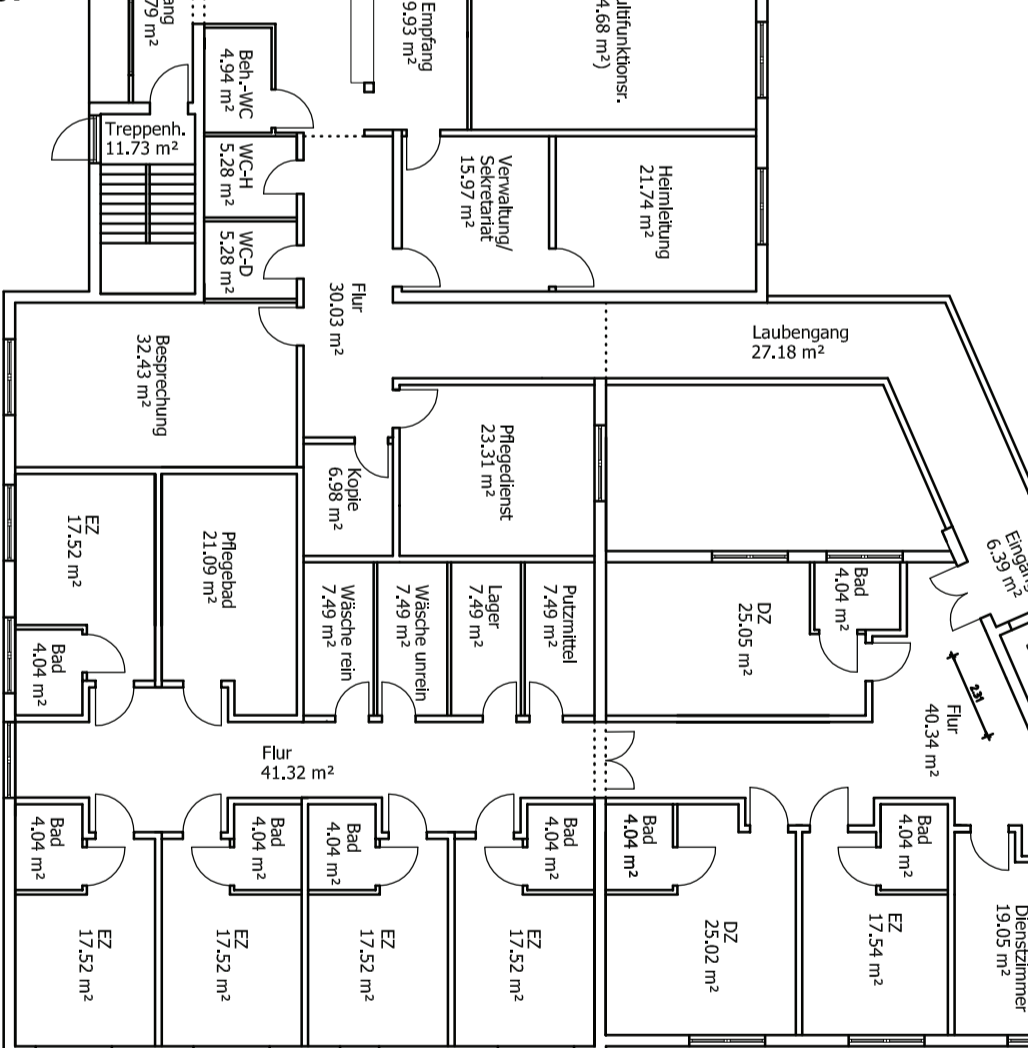 ang
79 m²
Empfang
9.93 m²
ultifunktionsr.
4.68 m²)
Beh.-WC
4.94 m²
Treppenh.
11.73 m²
WC-H
5.28 m²
WC-D
5.28 m²
Verwaltung/
Sekretariat
15.97 m²
Heimleitung
21.74 m²
Flur
30.03 m²
Laubengang
27.18 m²
Besprechung
32.43 m²
Pflegedienst
23.31 m²
Kopie
6.98 m²
EZ
17.52 m²
Pflegebad
21.09 m²
Eingang
6.39 m²
Bad
4.04 m²
DZ
25.05 m²
Wäsche rein
7.49 m²
Wäsche unrein
7.49 m²
Lager
7.49 m²
Putzmittel
7.49 m²
Bad
4.04 m²
2.31
Flur
40.34 m²
Flur
41.32 m²
Bad
4.04 m²
Bad
4.04 m²
Bad
4.04 m²
Bad
4.04 m²
Bad
4.04 m²
Bad
4.04 m²
EZ
17.52 m²
EZ
17.52 m²
EZ
17.52 m²
EZ
17.52 m²
DZ
25.02 m²
EZ
17.54 m²
Dienstzimmer
19.05 m²